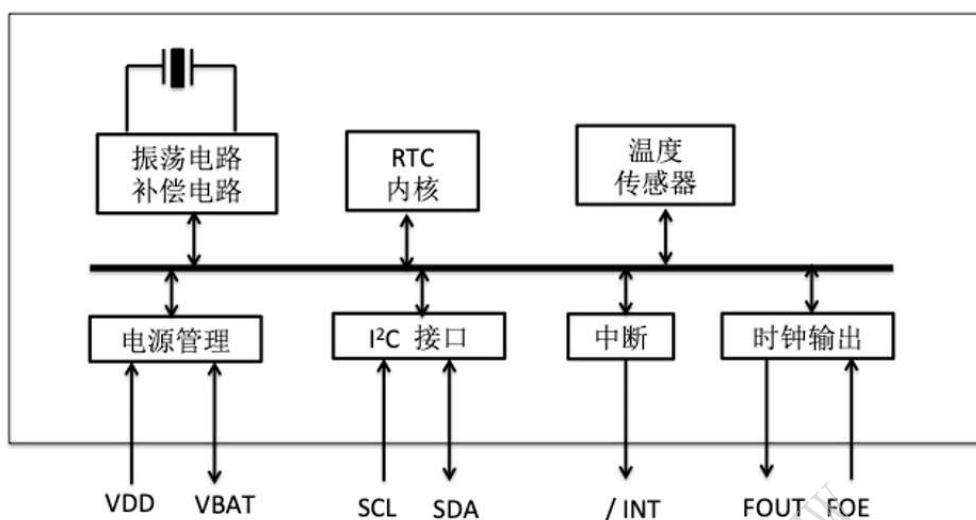 振荡电路
补偿电路
RTC
内核
温度
传感器
电源管理
I²C 接口
中断
时钟输出
VDD
VBAT
SCL
SDA
/ INT
FOUT
FOE